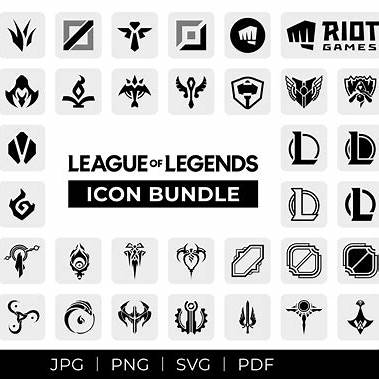 RIOT
GAMES
LEAGUE OF LEGENDS
ICON BUNDLE
JPG | PNG | SVG | PDF